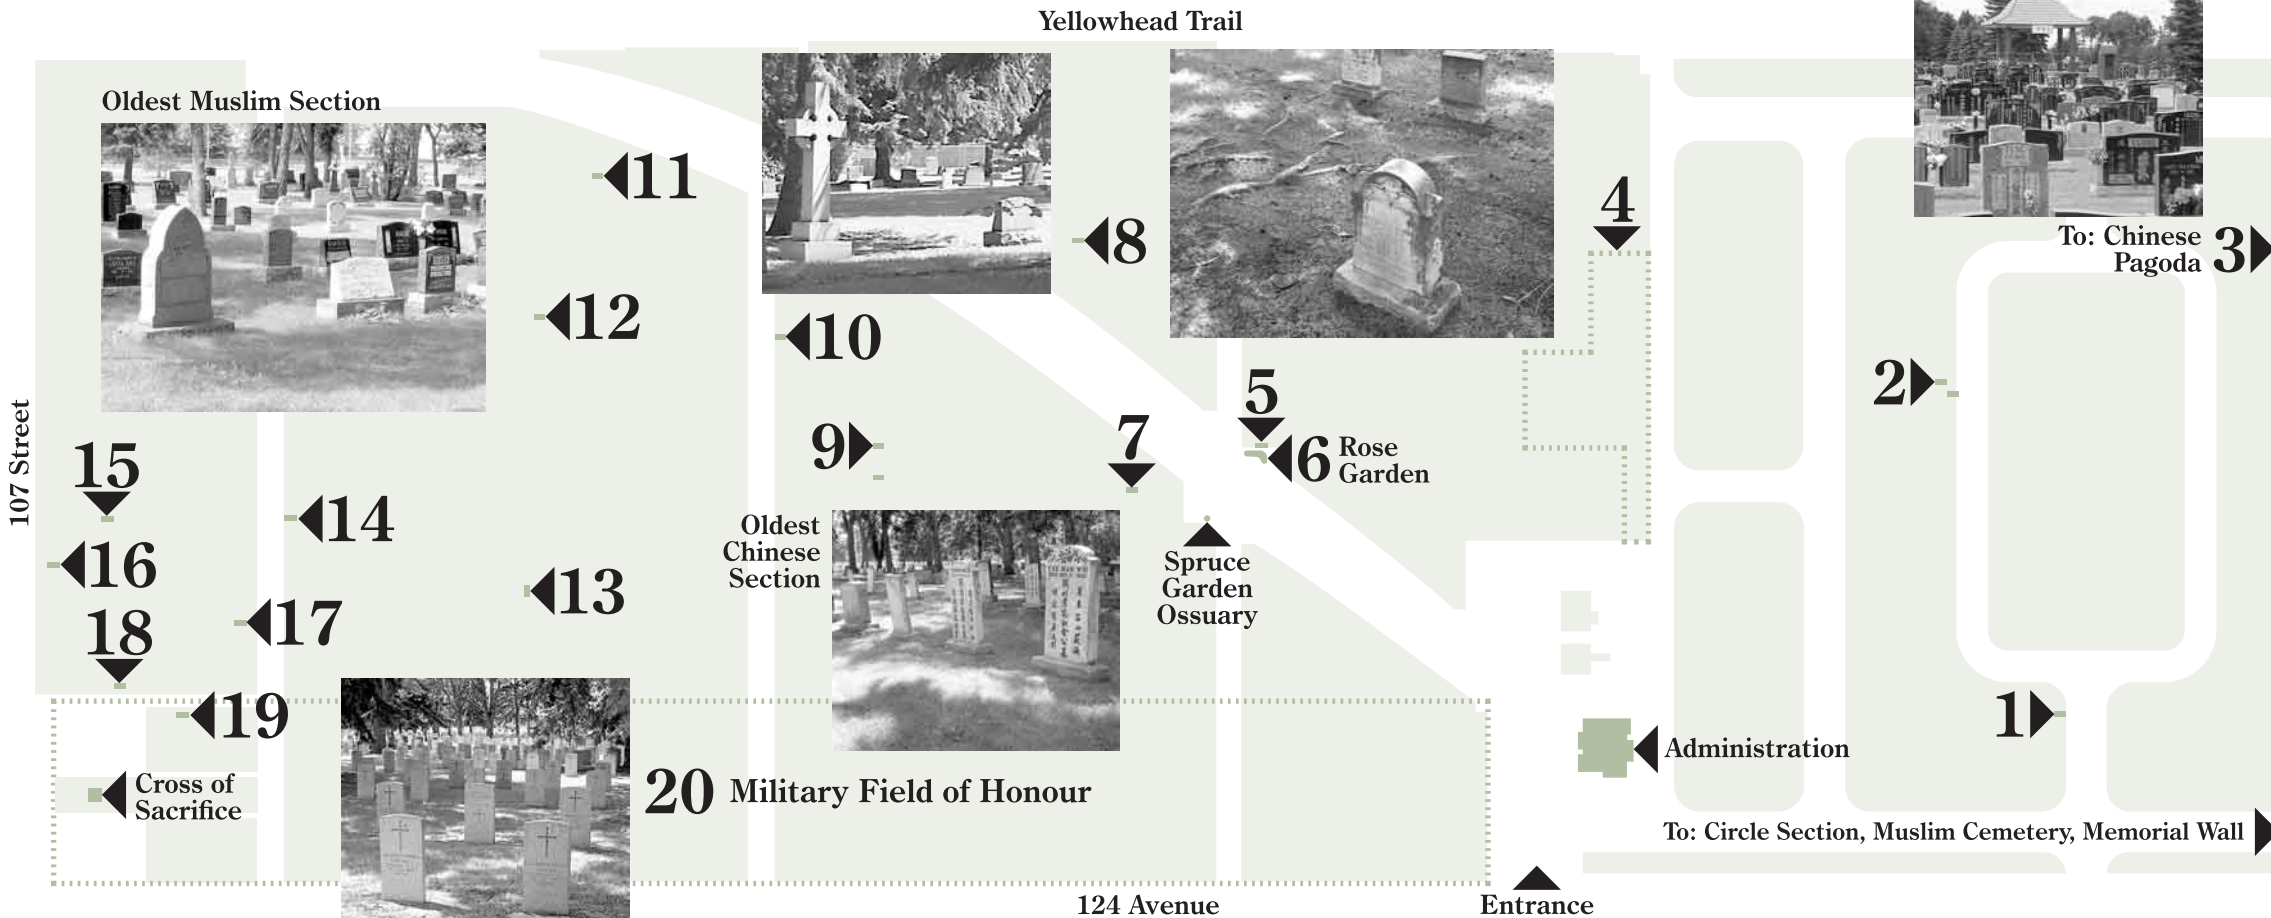 Yellowhead Trail
Oldest Muslim Section
11
8
4
To: Chinese
Pagoda
3
12
10
2
5
9
7
6
Rose
Garden
107 Street
15
14
16
13
Oldest
Chinese
Section
Spruce
Garden
Ossuary
17
18
19
1
Administration
Cross of
Sacrifice
20 Military Field of Honour
To: Circle Section, Muslim Cemetery, Memorial Wall
124 Avenue
Entrance